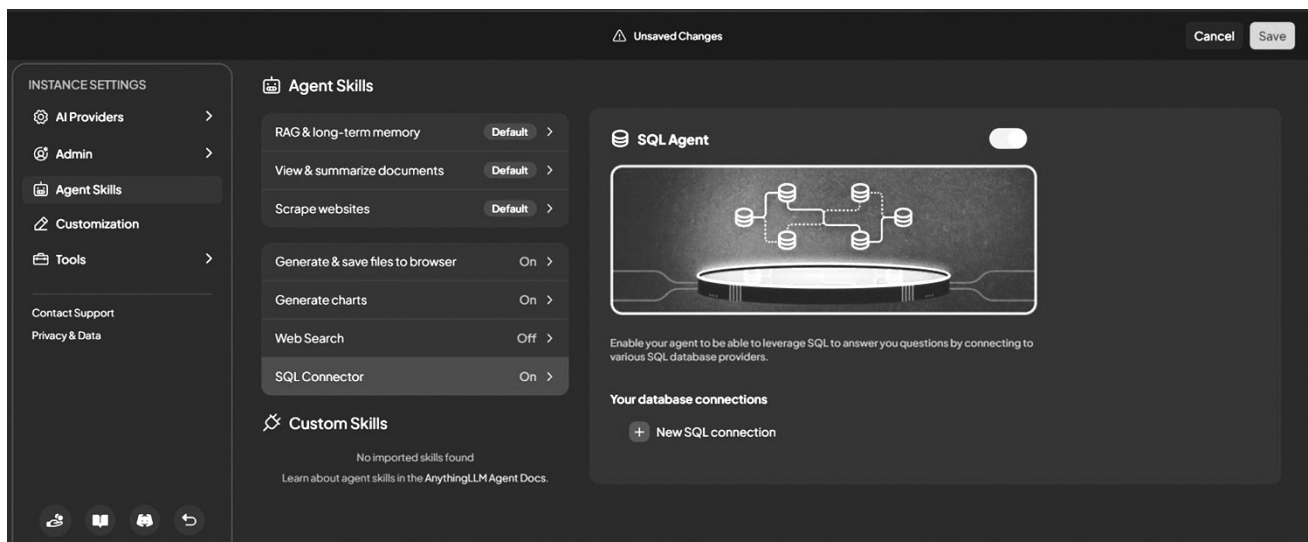 Unsaved Changes
Cancel
Save
INSTANCE SETTINGS
AI Providers
Admin
Agent Skills
Customization
Tools
Contact Support
Privacy & Data
Agent Skills
RAG & long-term memory Default
View & summarize documents Default
Scrape websites Default
Generate & save files to browser On
Generate charts On
Web Search Off
SQL Connector On
Custom Skills
No imported skills found
Learn about agent skills in the AnythingLLM Agent Docs.
SQL Agent
Enable your agent to be able to leverage SQL to answer you questions by connecting to
various SQL database providers.
Your database connections
New SQL connection